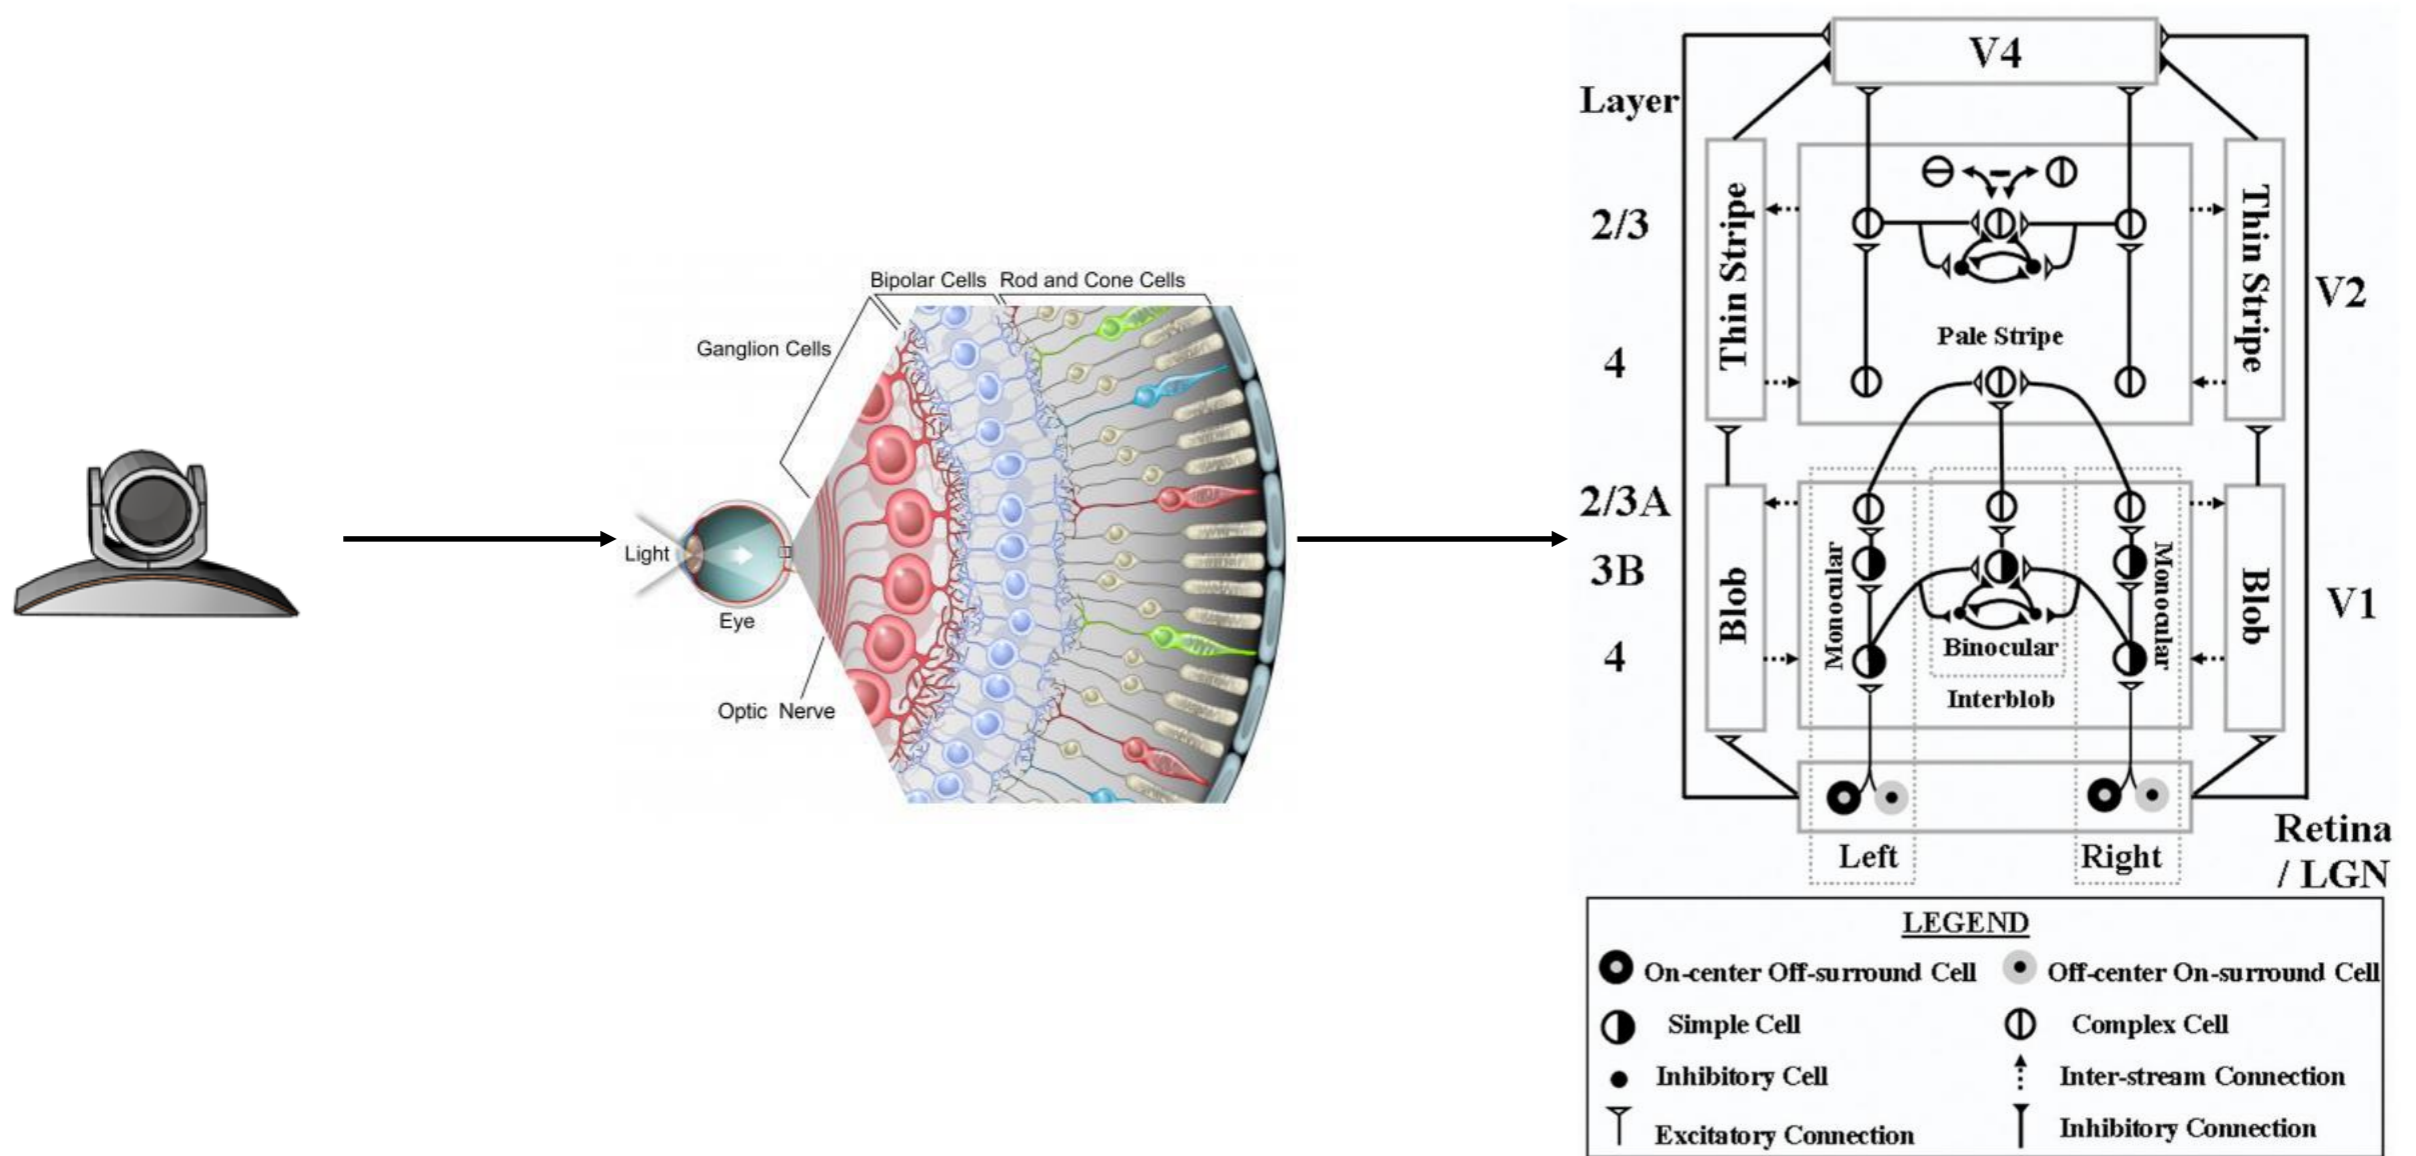 Bipolar Cells
Rod and Cone Cells
Ganglion Cells
Light
Eye
Optic Nerve
V4
Layer
2/3
Thin Stripe
Thin Stripe
V2
Pale Stripe
4
2/3A
3B
4
Blob
Monocular
Binocular
Interblob
Monocular
Blob
V1
Left
Right
Retina
/ LGN
LEGEND
On-center Off-surround Cell
Off-center On-surround Cell
Simple Cell
Complex Cell
Inhibitory Cell
Inter-stream Connection
Excitatory Connection
Inhibitory Connection